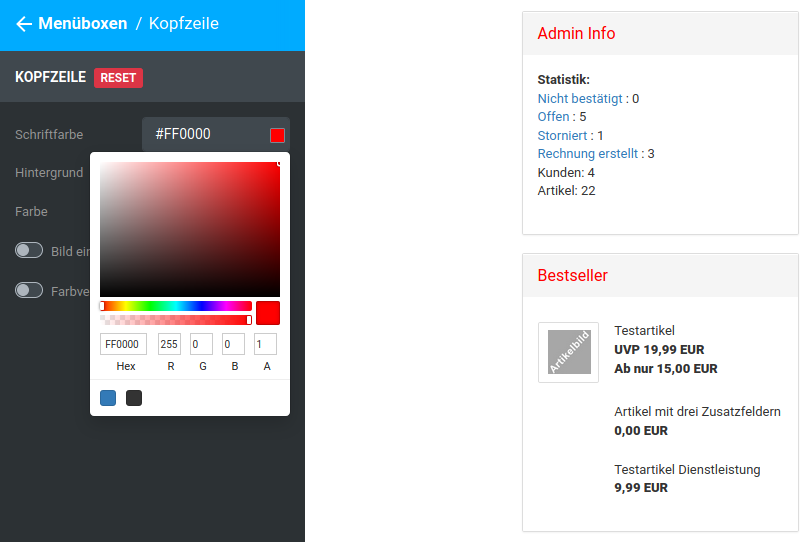 Menüboxen / Kopfzeile
KOPFZEILE RESET
Schriftfarbe #FF0000
Hintergrund
Farbe
Bild ein
Farbve
FF0000 255 0 0 1
Hex R G B A
Admin Info
Statistik:
Nicht bestätigt : 0
Offen : 5
Storniert : 1
Rechnung erstellt : 3
Kunden: 4
Artikel: 22
Bestseller
Artikelbild
Testartikel
UVP 19,99 EUR
Ab nur 15,00 EUR
Artikel mit drei Zusatzfeldern
0,00 EUR
Testartikel Dienstleistung
9,99 EUR